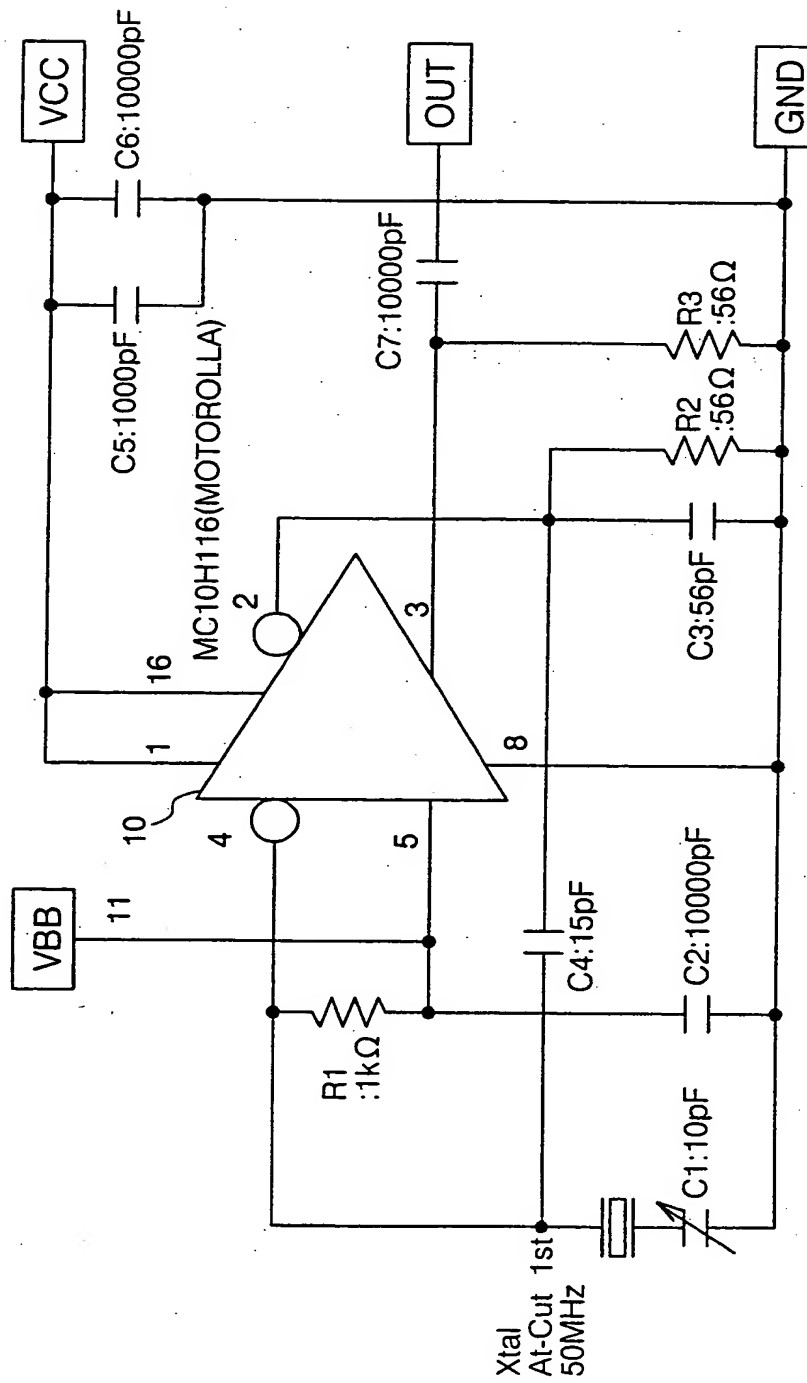 VCC
C6:10000pF
C5:1000pF
MC10H116(MOTOROLLA)
OUT
C7:10000pF
GND
R3
:56Ω
R2
:56Ω
C3:56pF
16
1
2
3
8
10
4
5
VBB
11
R1
:1kΩ
C4:15pF
C2:10000pF
C1:10pF
Xtal
At-Cut 1st
50MHz